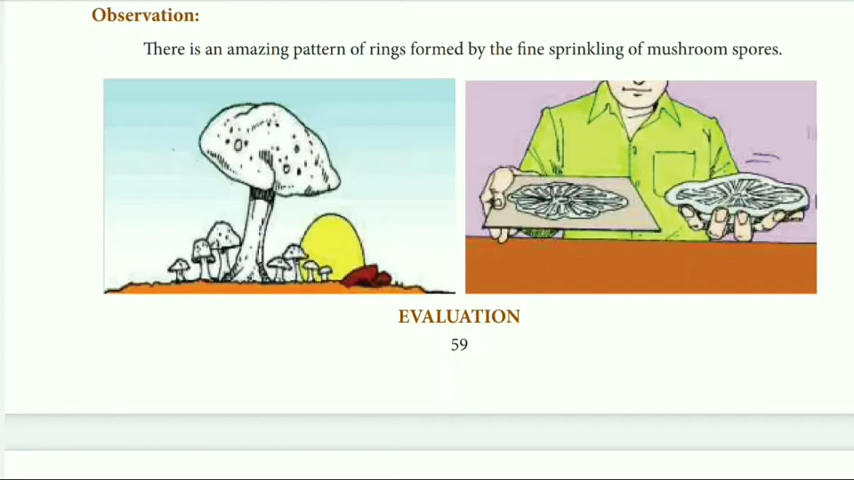 Observation:
There is an amazing pattern of rings formed by the fine sprinkling of mushroom spores.
EVALUATION
59